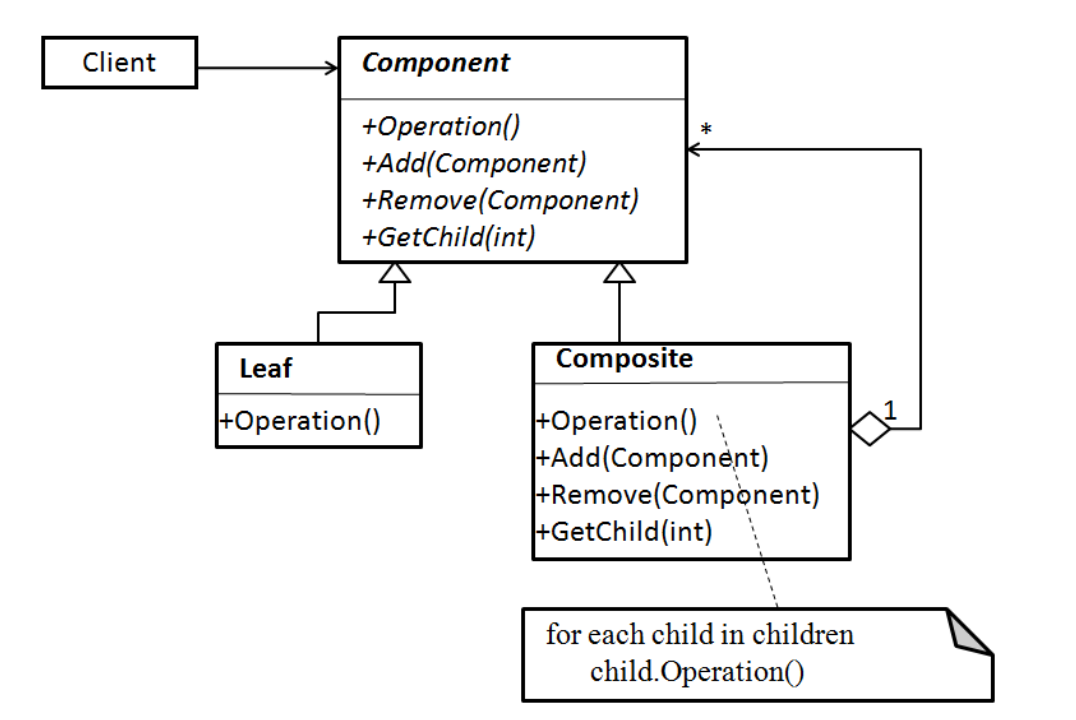 Client
Component
+Operation()
+Add(Component)
+Remove(Component)
+GetChild(int)
*
Leaf
+Operation()
Composite
+Operation()
+Add(Component)
+Remove(Component)
+GetChild(int)
1
for each child in children
child.Operation()